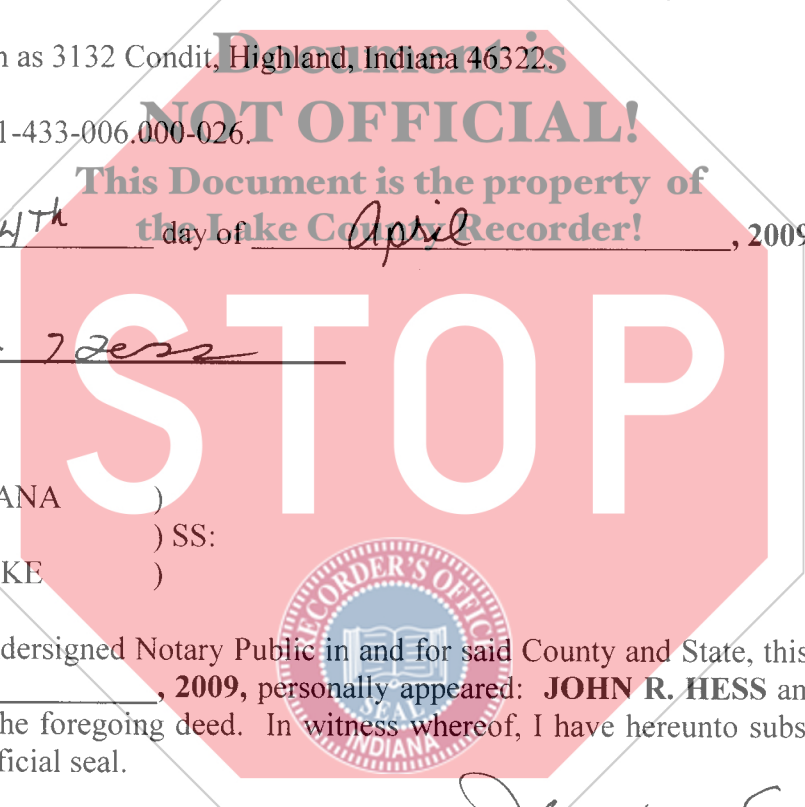 n as 3132 Condit, Highland, Indiana 46322.
Document is
NOT OFFICIAL!
1-433-006.000-026.
This Document is the property of
the Lake County Recorder!
4Th day of April, 2009
Hess
STOP
ANA )
) SS:
KE )
RECORDER'S OFFICE
SEAL
INDIANA
dersigned Notary Public in and for said County and State, this
, 2009, personally appeared: JOHN R. HESS an
he foregoing deed. In witness whereof, I have hereunto subs
ficial seal.